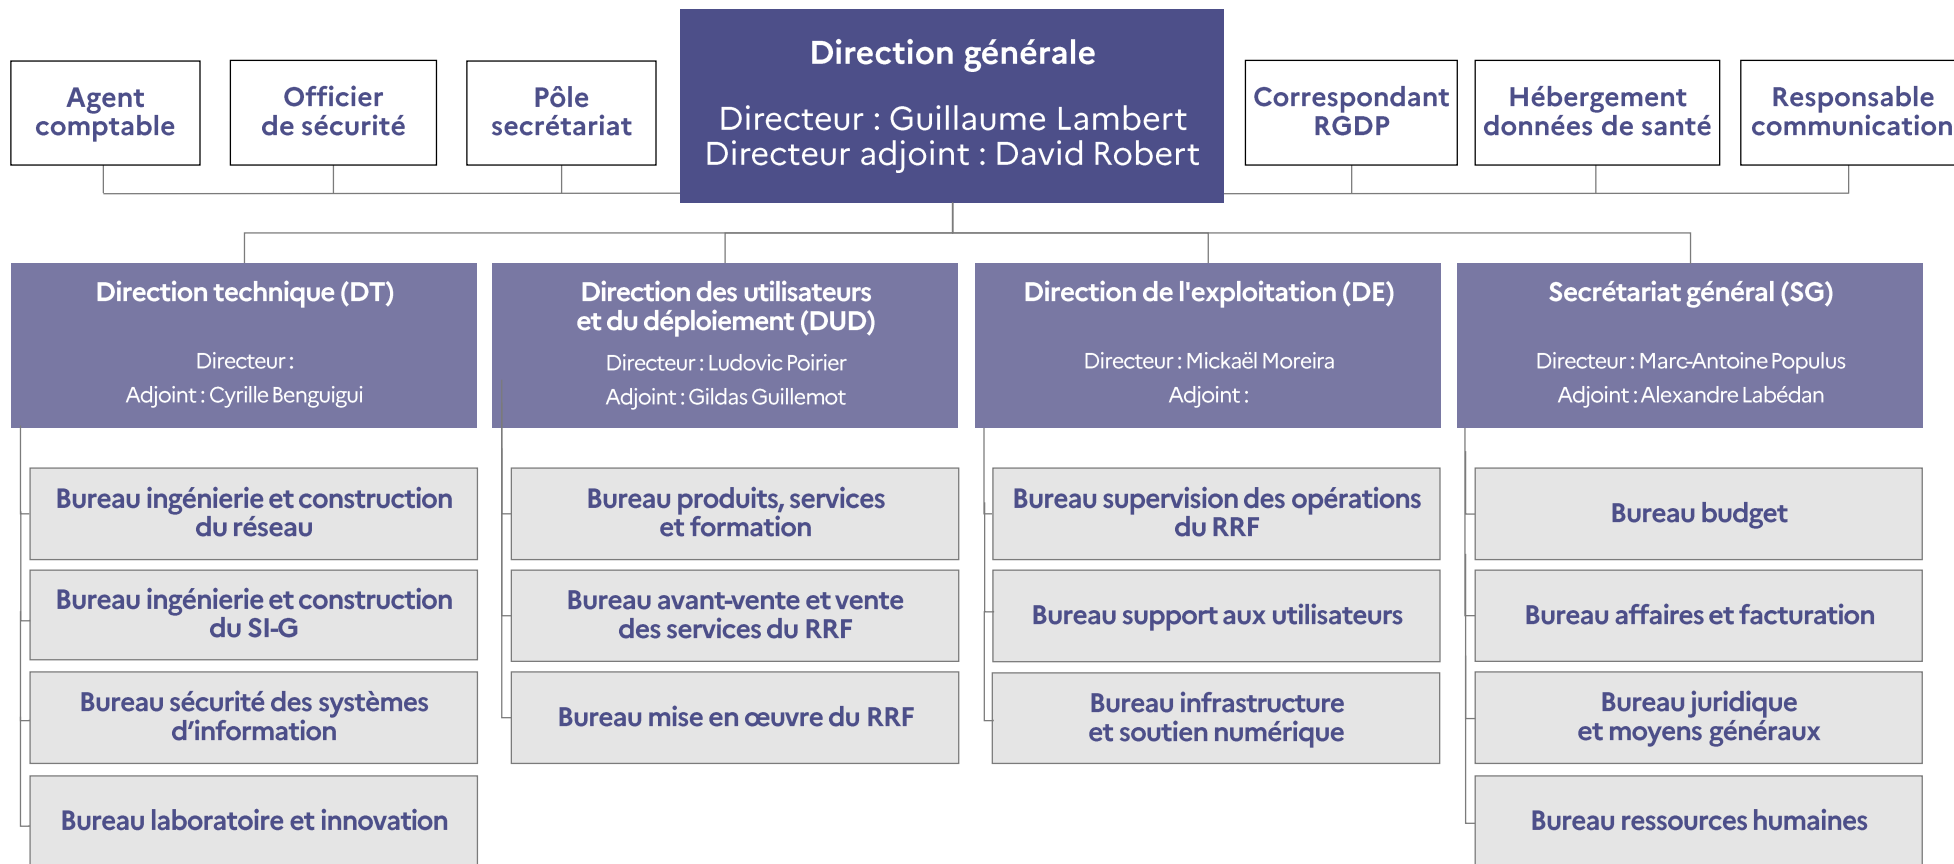 Direction générale
Directeur : Guillaume Lambert
Directeur adjoint : David Robert
Agent
comptable
Officier
de sécurité
Pôle
secrétariat
Correspondant
RGDP
Hébergement
données de santé
Responsable
communication
Direction technique (DT)
Directeur :
Adjoint : Cyrille Benguigui
Bureau ingénierie et construction
du réseau
Bureau ingénierie et construction
du SI-G
Bureau sécurité des systèmes
d’information
Bureau laboratoire et innovation
Direction des utilisateurs
et du déploiement (DUD)
Directeur : Ludovic Poirier
Adjoint : Gildas Guillemot
Bureau produits, services
et formation
Bureau avant-vente et vente
des services du RRF
Bureau mise en œuvre du RRF
Direction de l'exploitation (DE)
Directeur : Mickaël Moreira
Adjoint :
Bureau supervision des opérations
du RRF
Bureau support aux utilisateurs
Bureau infrastructure
et soutien numérique
Secrétariat général (SG)
Directeur : Marc-Antoine Populus
Adjoint : Alexandre Labédan
Bureau budget
Bureau affaires et facturation
Bureau juridique
et moyens généraux
Bureau ressources humaines